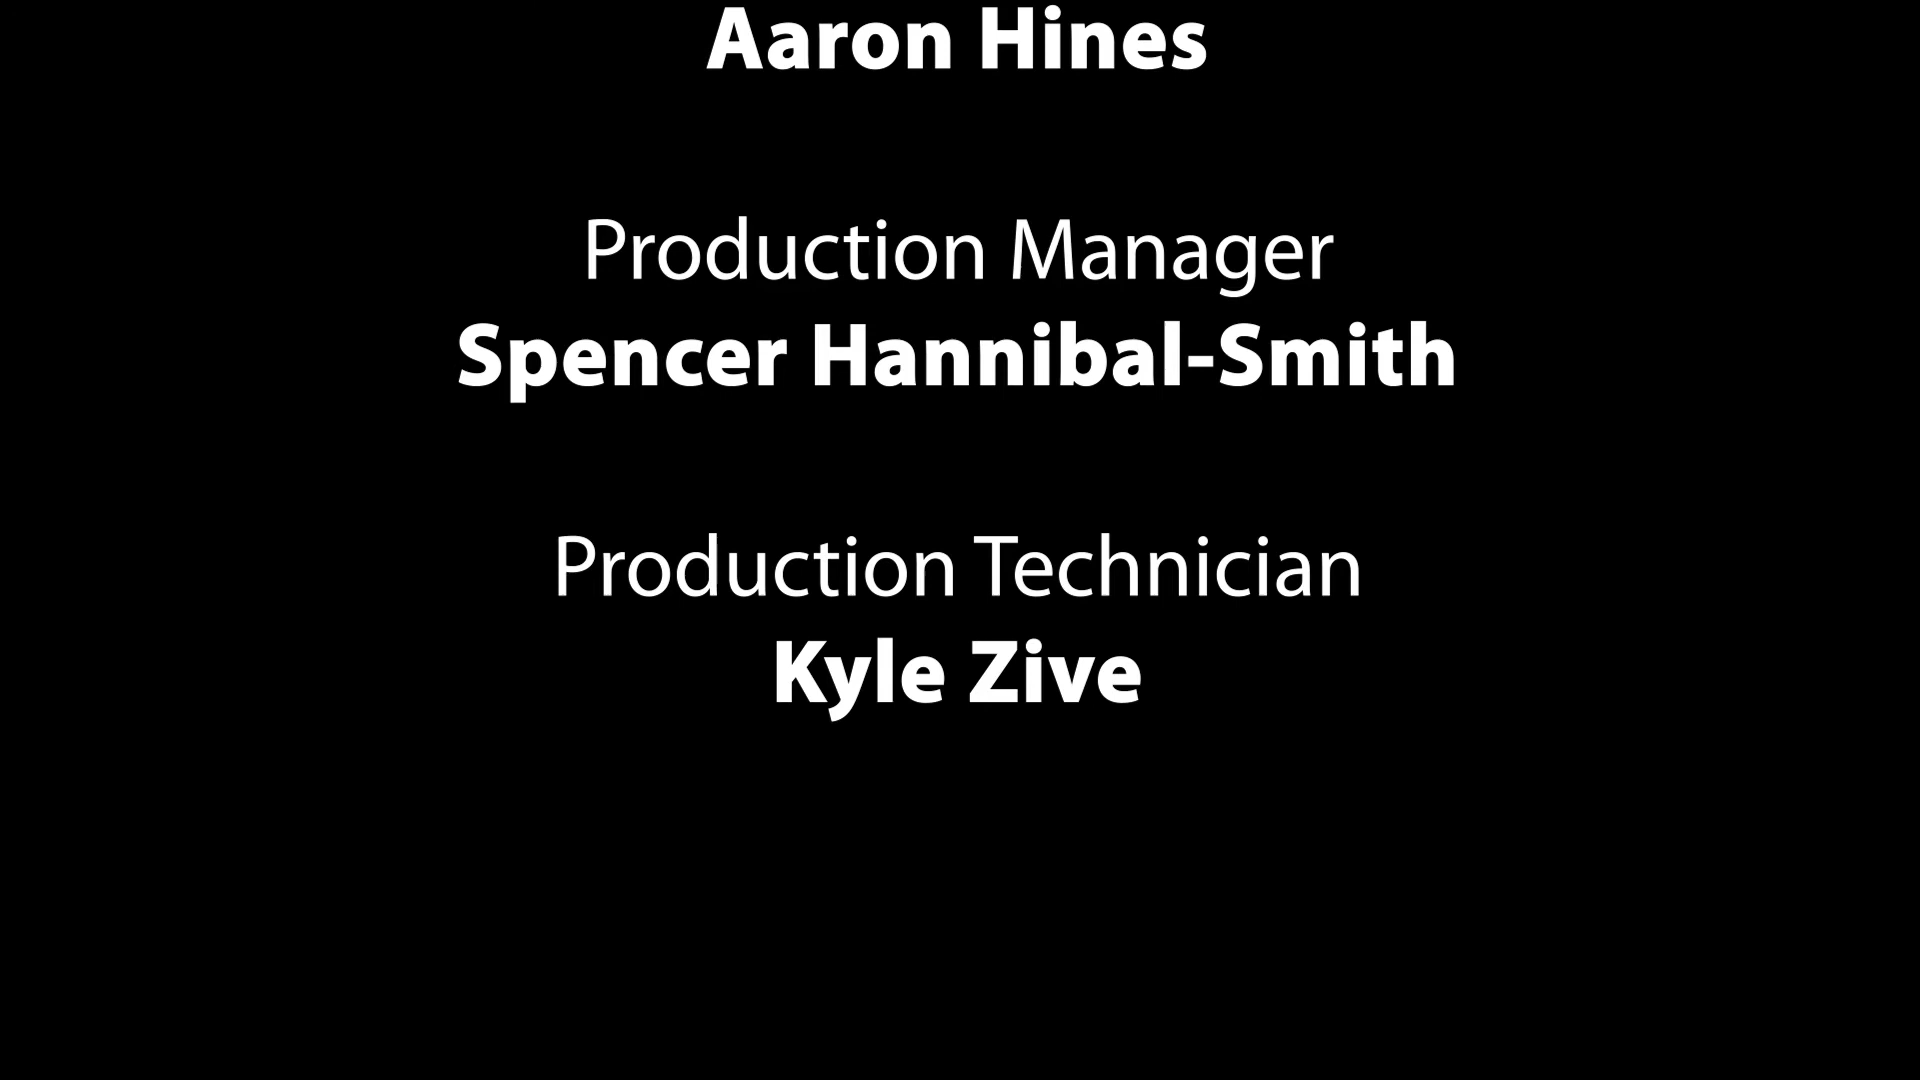 Aaron Hines
Production Manager
Spencer Hannibal-Smith
Production Technician
Kyle Zive